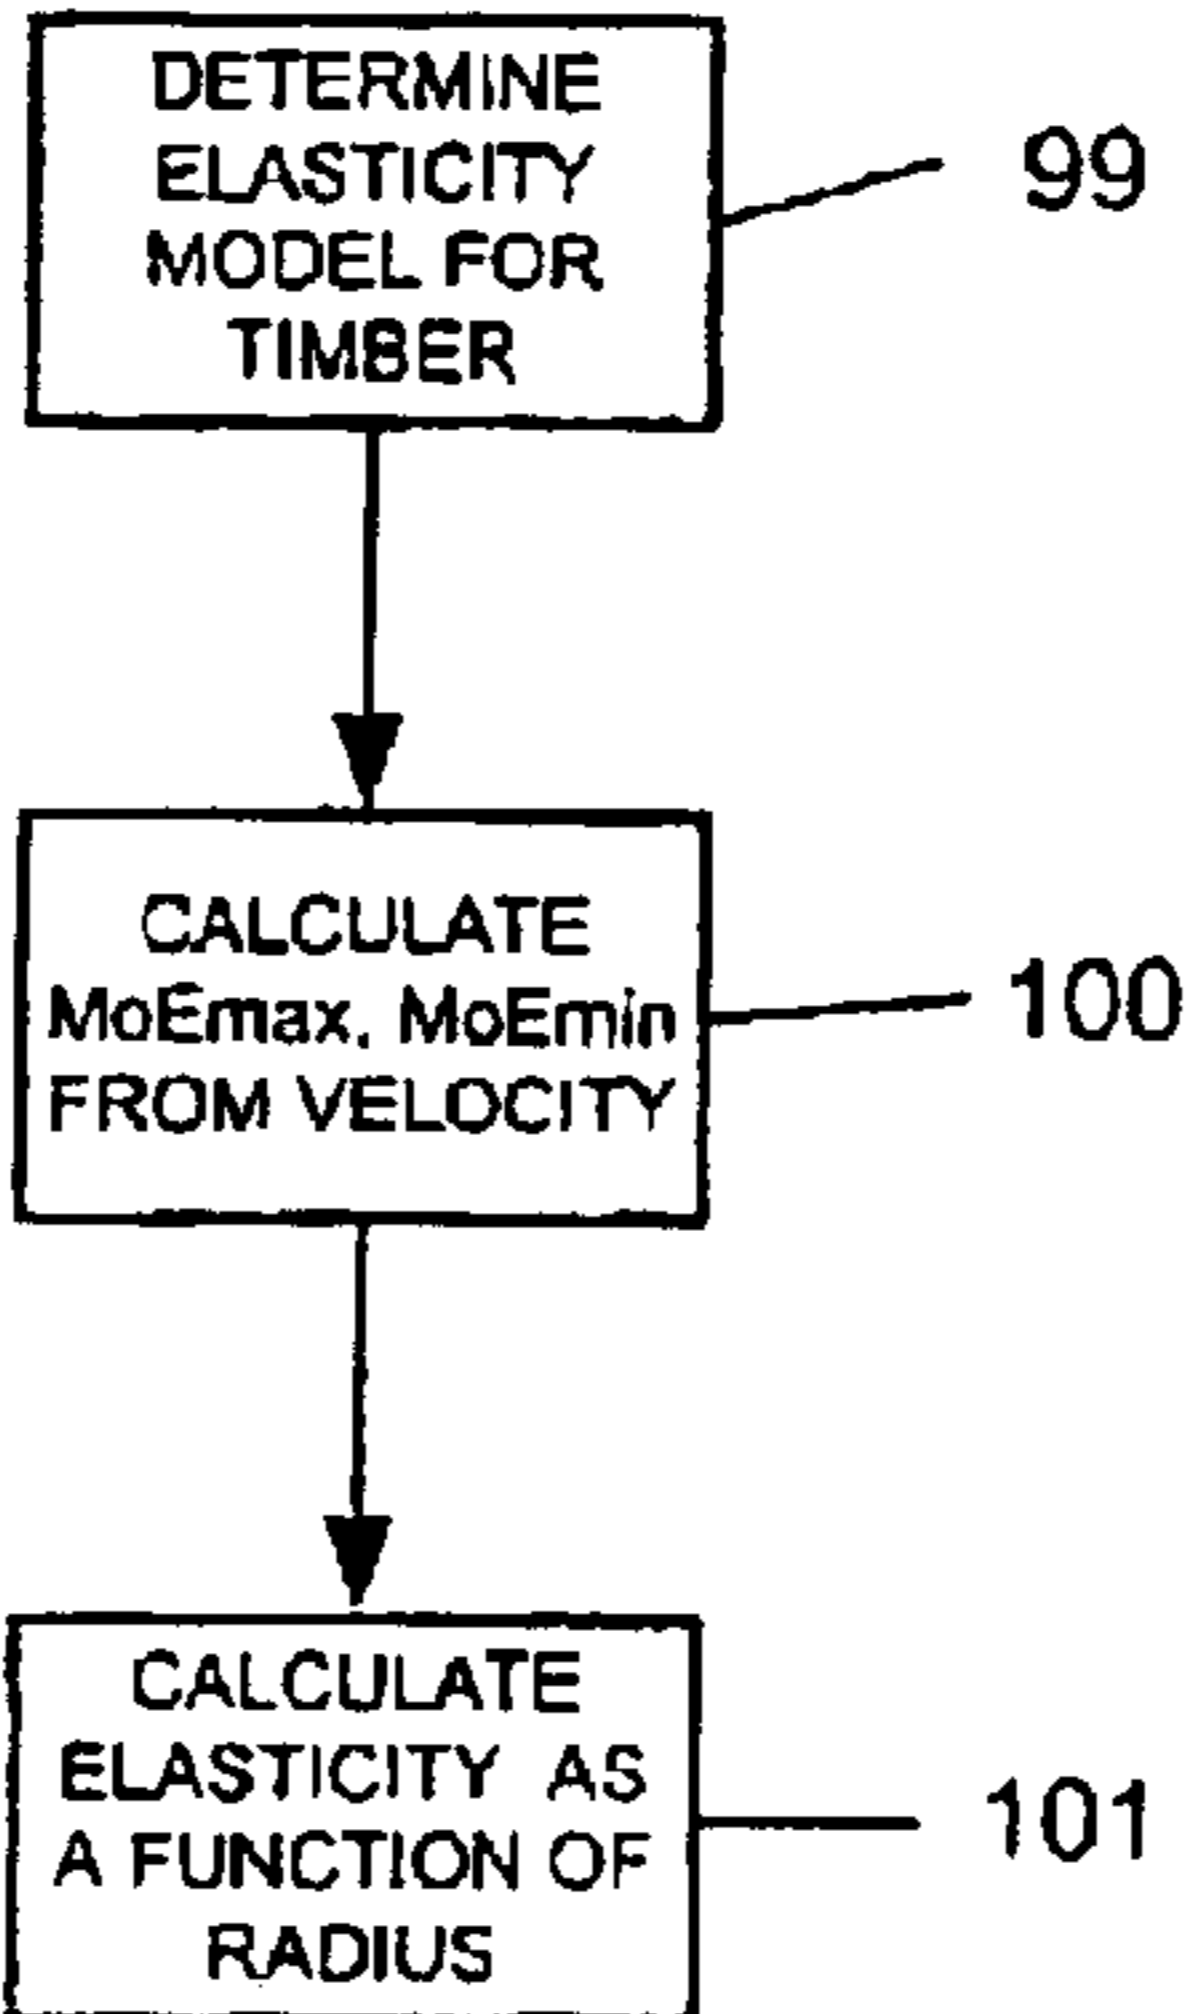 DETERMINE
ELASTICITY
MODEL FOR
TIMBER
99
CALCULATE
MoEmax, MoEmin
FROM VELOCITY
100
CALCULATE
ELASTICITY AS
A FUNCTION OF
RADIUS
101